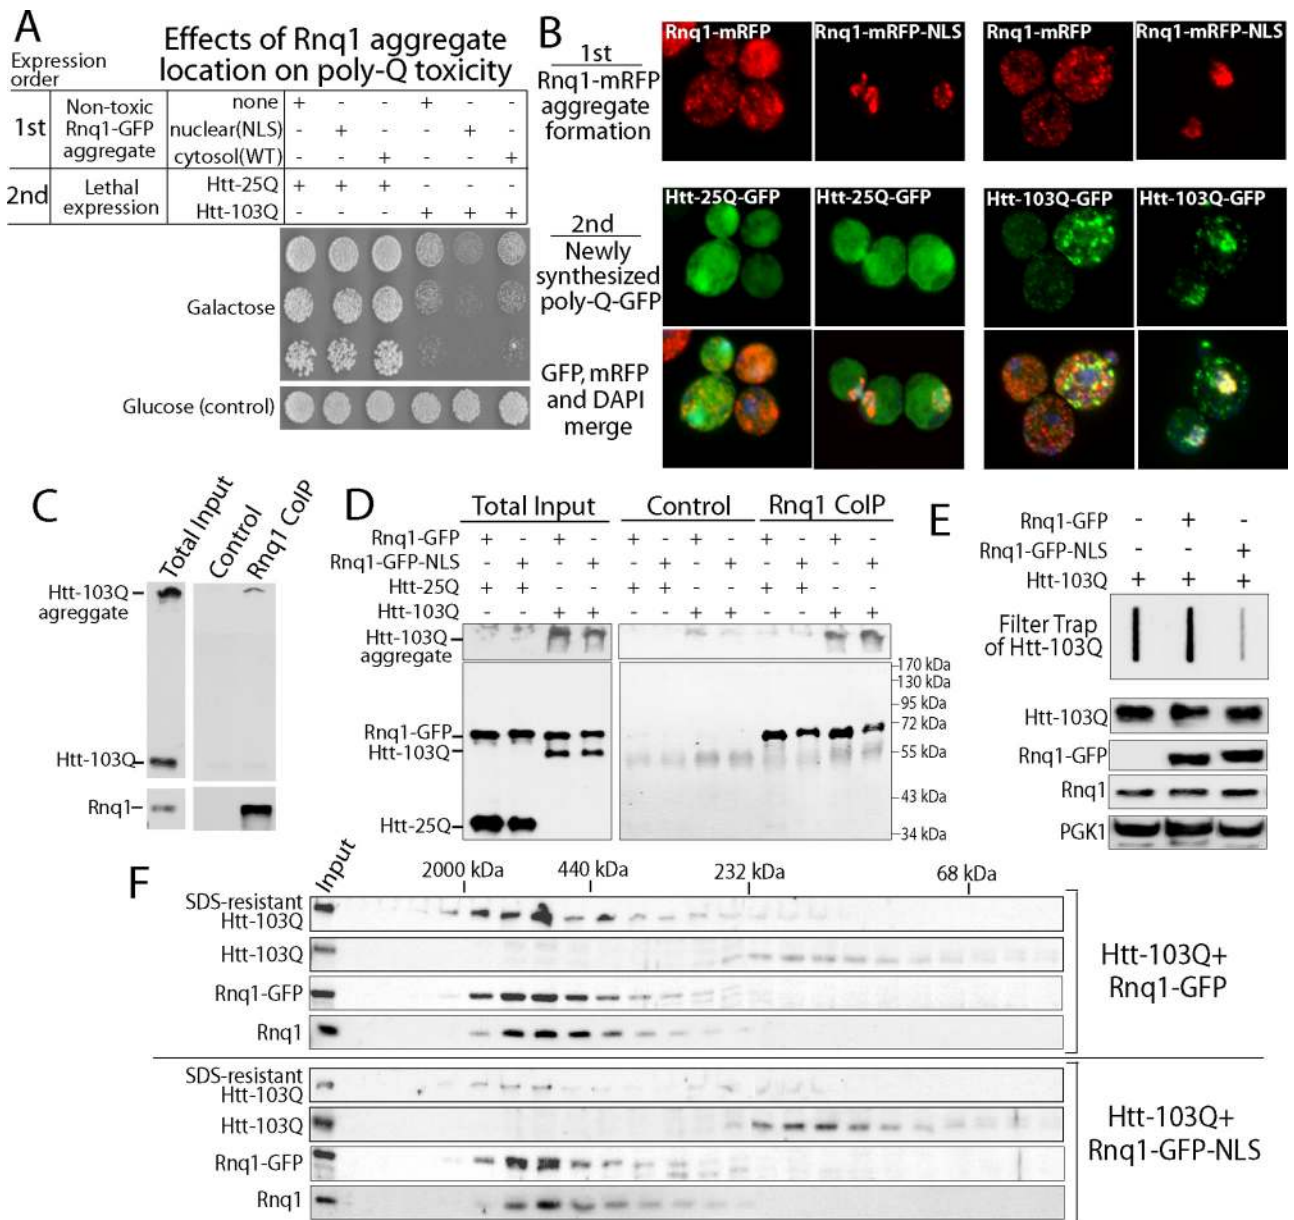 A
Effects of Rnq1 aggregate
location on poly-Q toxicity
Expression
order
1st
Non-toxic
Rnq1-GFP
aggregate
none + - - + - -
nuclear(NLS) - + - - + -
cytosol(WT) - - + - - +
2nd
Lethal
expression
Htt-25Q + + + - - -
Htt-103Q - - - + + +
Galactose
Glucose (control)
B
1st
Rnq1-mRFP
aggregate
formation
Rnq1-mRFP
Rnq1-mRFP-NLS
Rnq1-mRFP
Rnq1-mRFP-NLS
2nd
Newly
synthesized
poly-Q-GFP
Htt-25Q-GFP
Htt-25Q-GFP
Htt-103Q-GFP
Htt-103Q-GFP
GFP, mRFP
and DAPI
merge
C
Total Input
Control
Rnq1 CoIP
Htt-103Q
agreggate
Htt-103Q
Rnq1
D
Total Input
Control
Rnq1 CoIP
Rnq1-GFP + - + - + - + - + - + -
Rnq1-GFP-NLS - + - + - + - + - + - +
Htt-25Q + + - - + + - - + + - -
Htt-103Q - - + + - - + + - - + +
Htt-103Q
aggregate
Rnq1-GFP
Htt-103Q
Htt-25Q
170 kDa
130 kDa
95 kDa
72 kDa
55 kDa
43 kDa
34 kDa
E
Rnq1-GFP - + -
Rnq1-GFP-NLS - - +
Htt-103Q + + +
Filter Trap
of Htt-103Q
Htt-103Q
Rnq1-GFP
Rnq1
PGK1
F
Input
2000 kDa
440 kDa
232 kDa
68 kDa
SDS-resistant
Htt-103Q
Htt-103Q
Rnq1-GFP
Rnq1
Htt-103Q+
Rnq1-GFP
SDS-resistant
Htt-103Q
Htt-103Q
Rnq1-GFP
Rnq1
Htt-103Q+
Rnq1-GFP-NLS